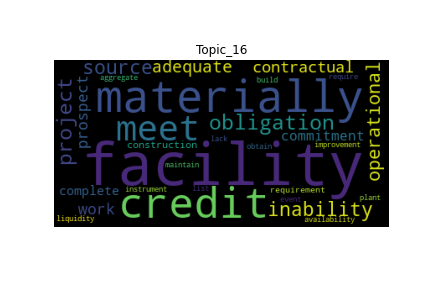 Topic_16
source adequate contractual
aggregate build require
project prospect materially operational
meet obligation
commitment
construction lack obtain improvement
facility
maintain
complete instrument list requirement event plant
work credit inability
liquidity availability